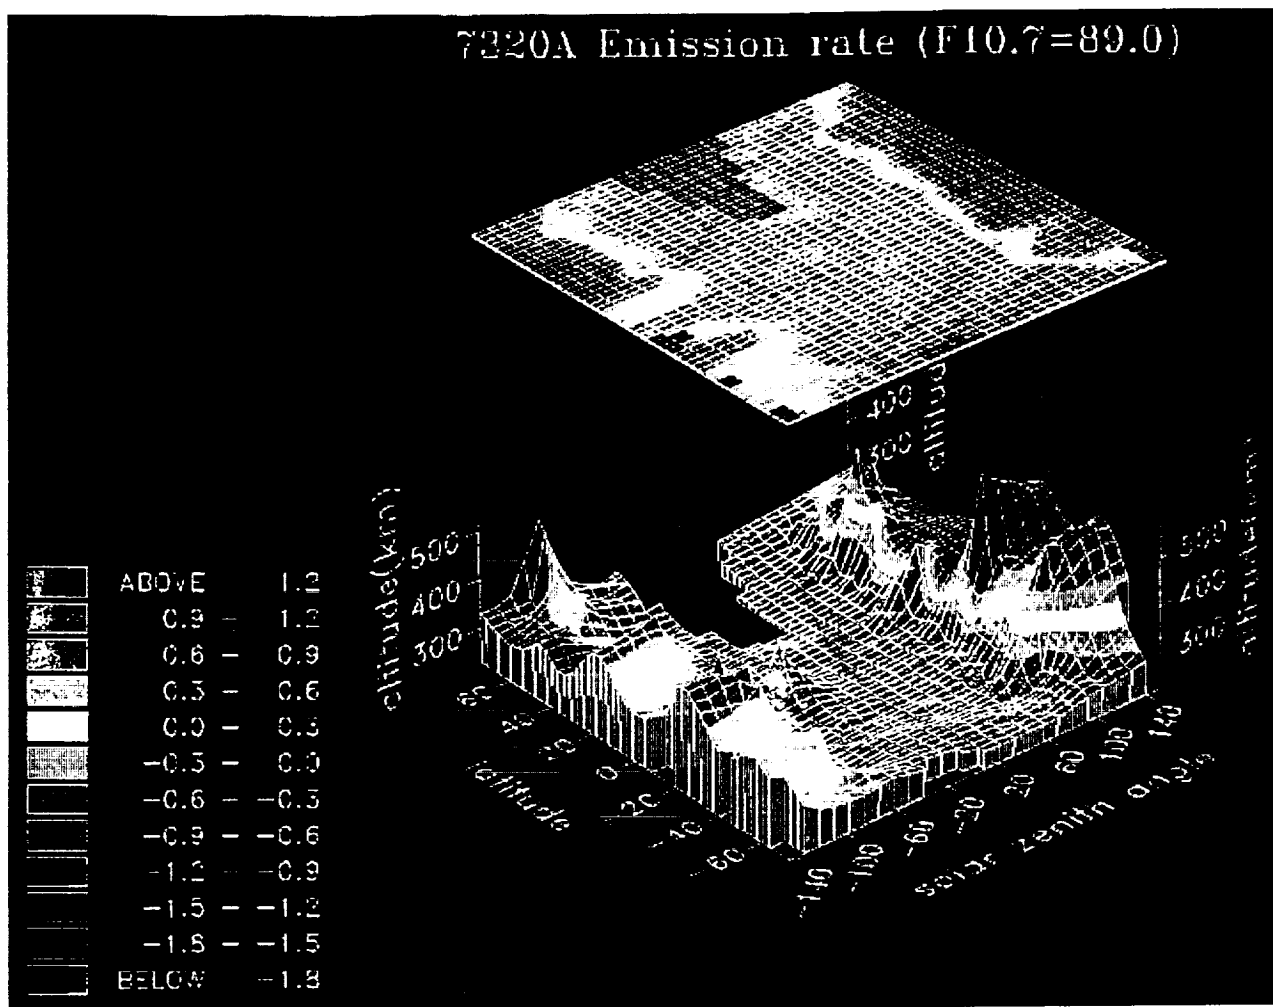 7320A Emission rate (F10.7=89.0)
400
300
altitude(km)
500
400
300
500
400
300
ABOVE 1.2
0.9 - 1.2
0.6 - 0.9
0.3 - 0.6
0.0 - 0.3
-0.3 - 0.0
-0.6 - -0.3
-0.9 - -0.6
-1.2 - -0.9
-1.5 - -1.2
-1.8 - -1.5
BELOW -1.8
60
40
20
0
-20
-40
-60
latitude
-140
-100
-60
-20
20
60
100
140
solar zenith angle